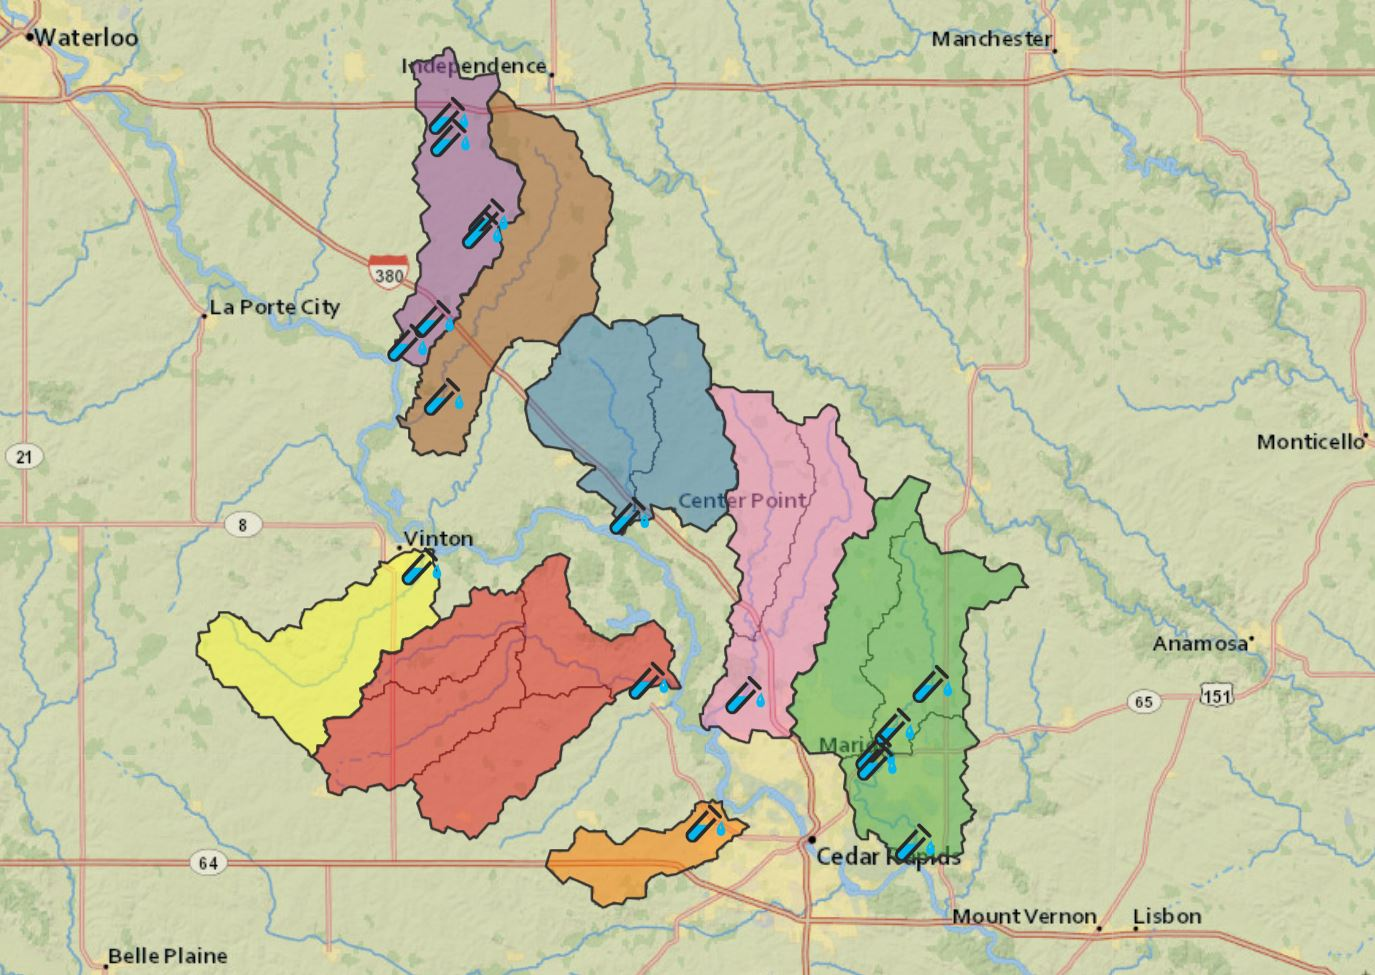 Waterloo
Manchester
Independence
380
La Porte City
Monticello
21
Center Point
8
Vinton
Anamosa
65
151
Marion
64
Cedar Rapids
Mount Vernon
Lisbon
Belle Plaine